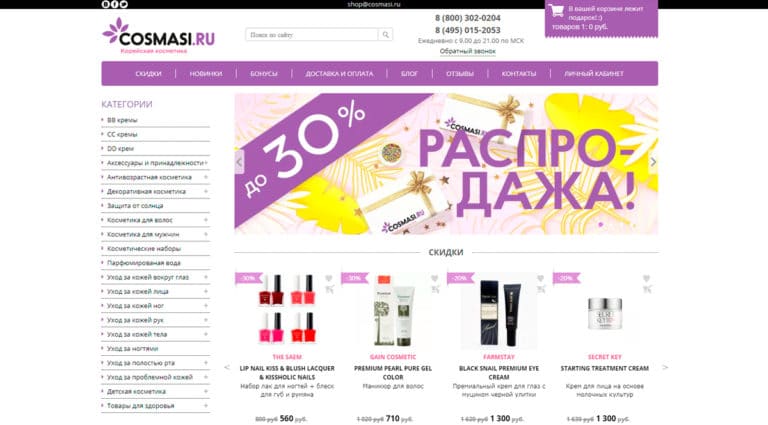 shop@cosmasi.ru
COSMASI.RU
Корейская косметика
Поиск по сайту
8 (800) 302-0204
8 (495) 015-2053
Ежедневно с 9.00 до 21.00 по МСК
Обратный звонок
В вашей корзине лежит
подарок! :)
товаров 1: 0 руб.
СКИДКИ
НОВИНКИ
БОНУСЫ
ДОСТАВКА И ОПЛАТА
БЛОГ
ОТЗЫВЫ
КОНТАКТЫ
ЛИЧНЫЙ КАБИНЕТ
КАТЕГОРИИ
BB кремы
CC кремы
DD крем
Аксессуары и принадлежности +
Антивозрастная косметика +
Декоративная косметика +
Защита от солнца
Косметика для волос +
Косметика для мужчин +
Косметические наборы
Парфюмированая вода
Уход за кожей вокруг глаз +
Уход за кожей лица +
Уход за кожей ног +
Уход за кожей рук +
Уход за кожей тела +
Уход за ногтями
Уход за полостью рта +
Уход за проблемной кожей +
Детская косметика
Товары для здоровья +
до 30%
COSMASI.RU
COSMASI.RU
РАСПРО-
ДАЖА!
СКИДКИ
-30%
THE SAEM
LIP NAIL KISS & BLUSH LACQUER
& KISSHOLIC NAILS
Набор лак для ногтей + блеск
для губ и румяна
800 руб 560 руб.
-30%
GAIN COSMETIC
PREMIUM PEARL PURE GEL
COLOR
Маникюр для волос
1 020 руб 710 руб.
-20%
FARMSTAY
BLACK SNAIL PREMIUM EYE
CREAM
Премиальный крем для глаз с
муцином черной улитки
1 620 руб 1 300 руб.
-20%
SECRET KEY
SECRET KEY
STARTING TREATMENT CREAM
Крем для лица на основе
молочных культур
1 630 руб 1 300 руб.